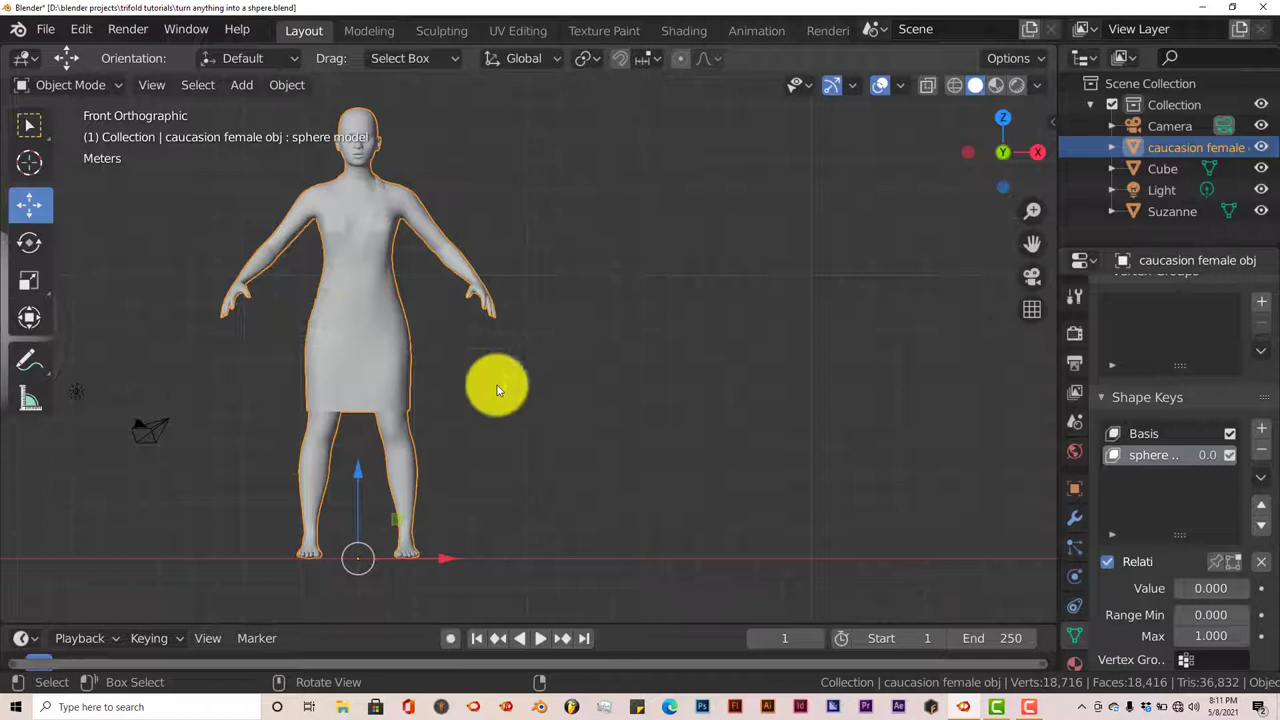 Blender* [D:\blender projects\trifold tutorials\turn anything into a shpere.blend]
File Edit Render Window Help Layout Modeling Sculpting UV Editing Texture Paint Shading Animation Renderi Scene View Layer
Orientation: Default Drag: Select Box Global Options
Object Mode View Select Add Object
Front Orthographic
(1) Collection | caucasion female obj : sphere model
Meters
Z
Y
X
Scene Collection
Collection
Camera
caucasion female
Cube
Light
Suzanne
caucasion female obj
Vertex Groups
Shape Keys
Basis
sphere .. 0.0
Relati
Value 0.000
Range Min 0.000
Max 1.000
Vertex Gro..
Playback Keying View Marker 1 Start 1 End 250
Select Box Select Rotate View Collection | caucasion female obj | Verts:18,716 | Faces:18,416 | Tris:36,832 | Objec
Type here to search
8:11 PM
5/8/2021